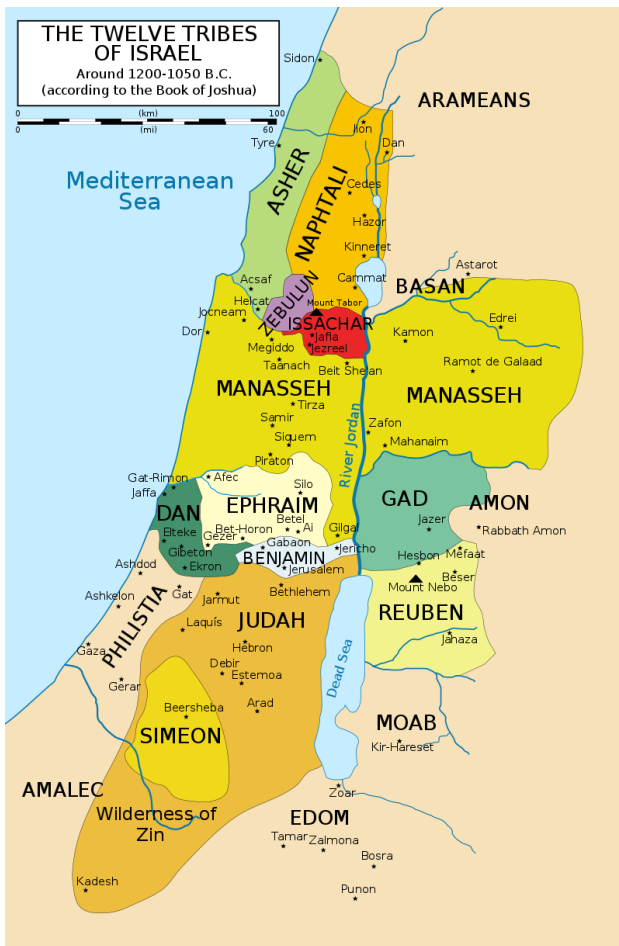 THE TWELVE TRIBES
OF ISRAEL
Around 1200-1050 B.C.
(according to the Book of Joshua)
0 (km) 100
0 (mi) 60
Sidon
ARAMEANS
Ijon
Tyre
Dan
Mediterranean
Sea
ASHER
NAPHTALI
Cedes
Hazor
Kinneret
Astarot
Acsaf
Cammat
BASAN
Helcat
ZEBULUN
Mount Tabor
Jocneam
ISSACHAR
Edrei
Dor
Jafia
Kamon
Megiddo
Jezreel
Taanach
Beit Shelan
Ramot de Galaad
MANASSEH
MANASSEH
Tirza
River Jordan
Samir
Zafon
Siquem
Mahanaim
Piraton
Gat-Rimon
Afec
Jaffa
Silo
GAD
AMON
DAN
EPHRAIM
Betel
Jazer
Rabbath Amon
Elteke
Gezer
Bet-Horon
Ai
Gilgal
Gibeton
Gabaon
Jericho
BENJAMIN
Hesbon
Mefaat
Ashdod
Ekron
Jerusalem
Beser
Mount Nebo
Ashkelon
Gat
Jarmut
Bethlehem
PHILISTIA
Laquís
JUDAH
REUBEN
Gaza
Hebron
Jahaza
Debir
Estemoa
Dead Sea
Gerar
Beersheba
Arad
MOAB
SIMEON
Kir-Hareset
AMALEC
Zoar
Wilderness of
Zin
EDOM
Tamar
Zalmona
Bosra
Kadesh
Punon